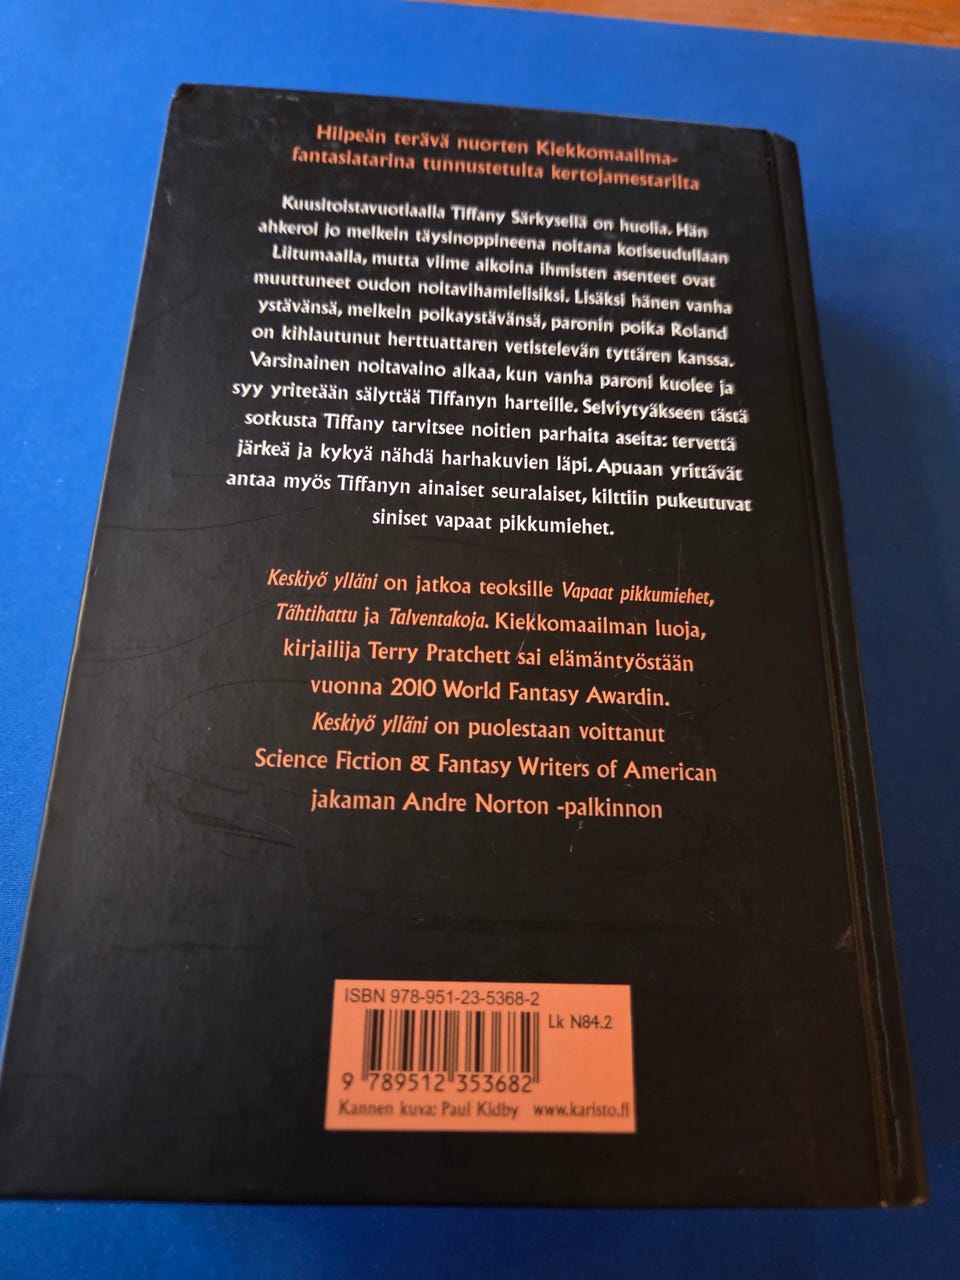 Hilpeän terävä nuorten Kiekkomaailma-
fantasiatarina tunnustetulta kertojamestarilta
Kuusitoistavuotiaalla Tiffany Särkysellä on huolia. Hän
ahkeroi jo melkein täysinoppineena noitana kotiseudullaan
Liitumaalla, mutta viime aikoina ihmisten asenteet ovat
muuttuneet oudon noitavihamielisiksi. Lisäksi hänen vanha
ystävänsä, melkein poikaystävänsä, paronin poika Roland
on kihlautunut herttuattaren vetistelevän tyttären kanssa.
Varsinainen noitavaino alkaa, kun vanha paroni kuolee ja
syy yritetään sälyttää Tiffanyn harteille. Selviytyäkseen tästä
sotkusta Tiffany tarvitsee noitien parhaita aseita: tervettä
järkeä ja kykyä nähdä harhakuvien läpi. Apuaan yrittävät
antaa myös Tiffanyn ainaiset seuralaiset, kilttiin pukeutuvat
siniset vapaat pikkumiehet.
Keskiyö ylläni on jatkoa teoksille Vapaat pikkumiehet,
Tähtihattu ja Talventakoja. Kiekkomaailman luoja,
kirjailija Terry Pratchett sai elämäntyöstään
vuonna 2010 World Fantasy Awardin.
Keskiyö ylläni on puolestaan voittanut
Science Fiction & Fantasy Writers of American
jakaman Andre Norton -palkinnon
ISBN 978-951-23-5368-2
Lk N84.2
9 789512 353682
Kannen kuva: Paul Kidby www.karisto.fi